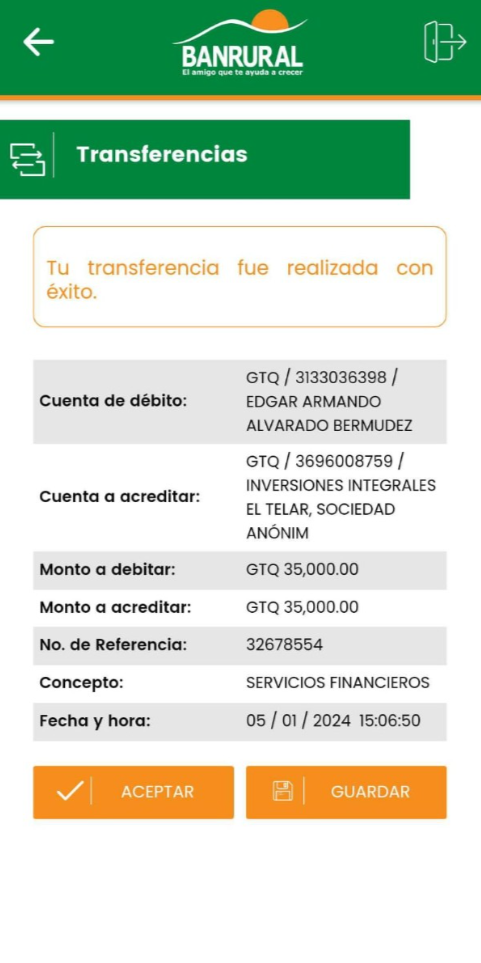 BANRURAL
El amigo que te ayuda a crecer
Transferencias
Tu transferencia fue realizada con
éxito.
Cuenta de débito:
GTQ / 3133036398 /
EDGAR ARMANDO
ALVARADO BERMUDEZ
Cuenta a acreditar:
GTQ / 3696008759 /
INVERSIONES INTEGRALES
EL TELAR, SOCIEDAD
ANÓNIM
Monto a debitar:
GTQ 35,000.00
Monto a acreditar:
GTQ 35,000.00
No. de Referencia:
32678554
Concepto:
SERVICIOS FINANCIEROS
Fecha y hora:
05 / 01 / 2024 15:06:50
ACEPTAR
GUARDAR